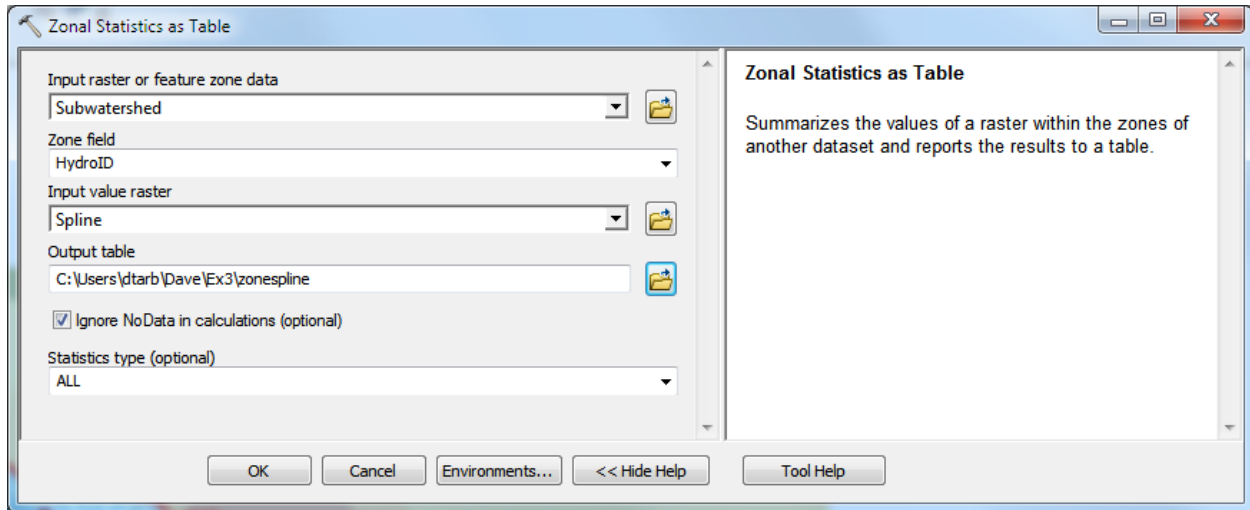 Zonal Statistics as Table
Input raster or feature zone data
Subwatershed
Zone field
HydroID
Input value raster
Spline
Output table
C:\Users\dtarb\Dave\Ex3\zonespline
Ignore NoData in calculations (optional)
Statistics type (optional)
ALL
Zonal Statistics as Table
Summarizes the values of a raster within the zones of
another dataset and reports the results to a table.
OK
Cancel
Environments...
<< Hide Help
Tool Help